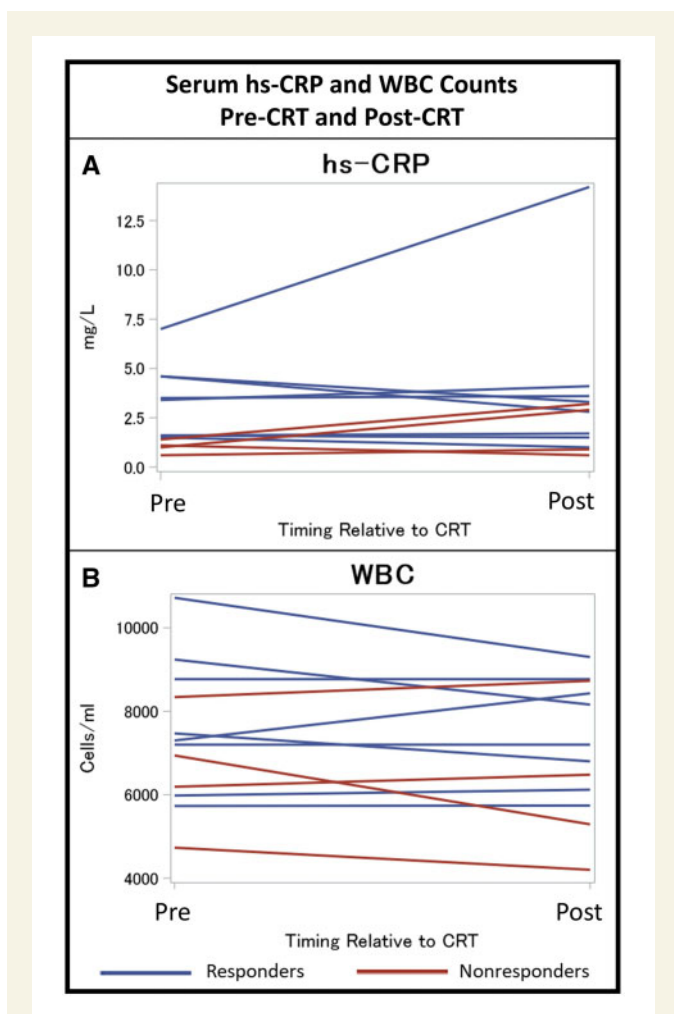 Serum hs-CRP and WBC Counts
Pre-CRT and Post-CRT
A
hs-CRP
12.5
10.0
7.5
5.0
2.5
0.0
mg/L
Pre
Post
Timing Relative to CRT
B
WBC
10000
8000
6000
4000
Cells/ml
Pre
Post
Timing Relative to CRT
Responders
Nonresponders